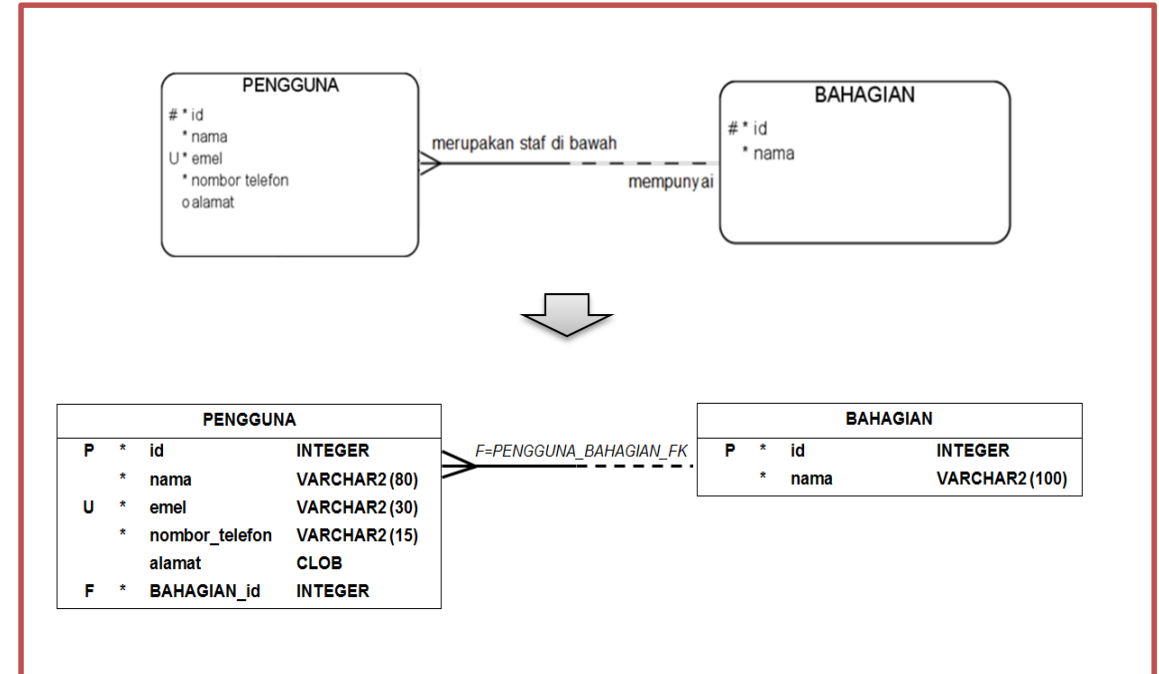 PENGGUNA
# * id
* nama
U * emel
* nombor telefon
o alamat
merupakan staf di bawah
mempunyai
BAHAGIAN
# * id
* nama
PENGGUNA
P * id INTEGER
* nama VARCHAR2 (80)
U * emel VARCHAR2 (30)
* nombor_telefon VARCHAR2 (15)
alamat CLOB
F * BAHAGIAN_id INTEGER
F=PENGGUNA_BAHAGIAN_FK
BAHAGIAN
P * id INTEGER
* nama VARCHAR2 (100)